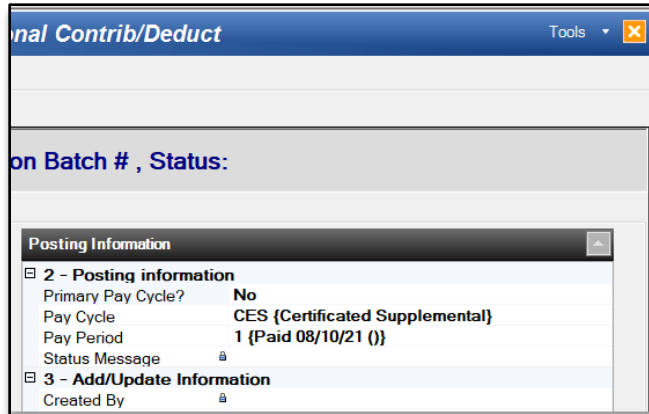 onal Contrib/Deduct
Tools
on Batch # , Status:
Posting Information
2 - Posting information
Primary Pay Cycle? No
Pay Cycle CES {Certificated Supplemental}
Pay Period 1 {Paid 08/10/21 ()}
Status Message
3 - Add/Update Information
Created By